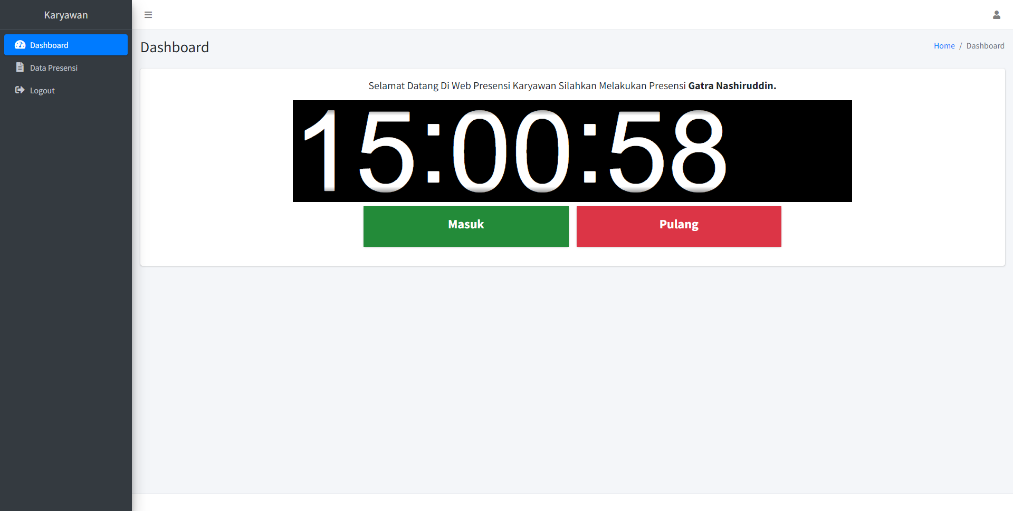 Karyawan
Dashboard
Data Presensi
Logout
Dashboard
Home / Dashboard
Selamat Datang Di Web Presensi Karyawan Silahkan Melakukan Presensi Gatra Nashiruddin.
15:00:58
Masuk
Pulang